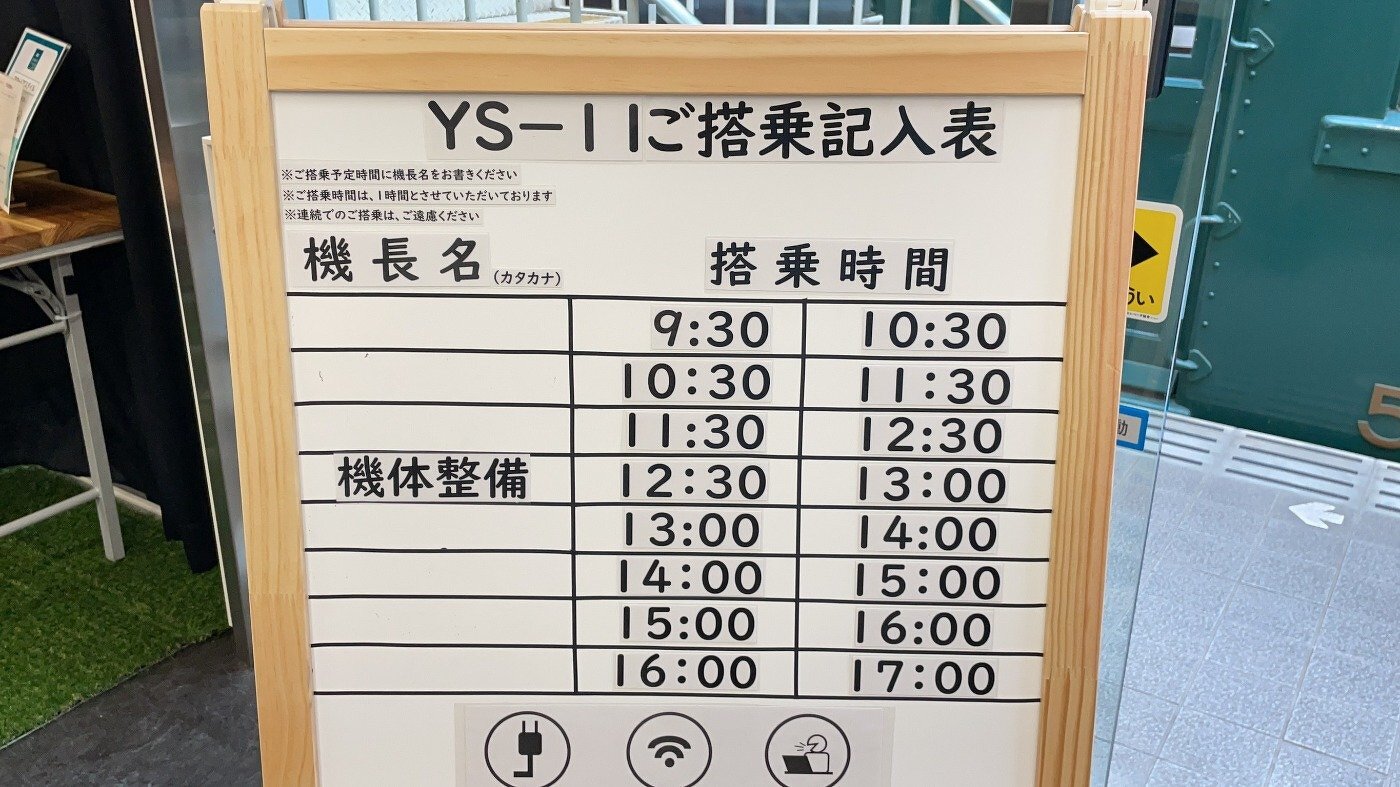 YS-11ご搭乗記入表
※ご搭乗予定時間に機長名をお書きください
※ご搭乗時間は、1時間とさせていただいております
※連続でのご搭乗は、ご遠慮ください
機長名(カタカナ) 搭乗時間
9:30 10:30
10:30 11:30
11:30 12:30
機体整備 12:30 13:00
13:00 14:00
14:00 15:00
15:00 16:00
16:00 17:00
うい
動
5